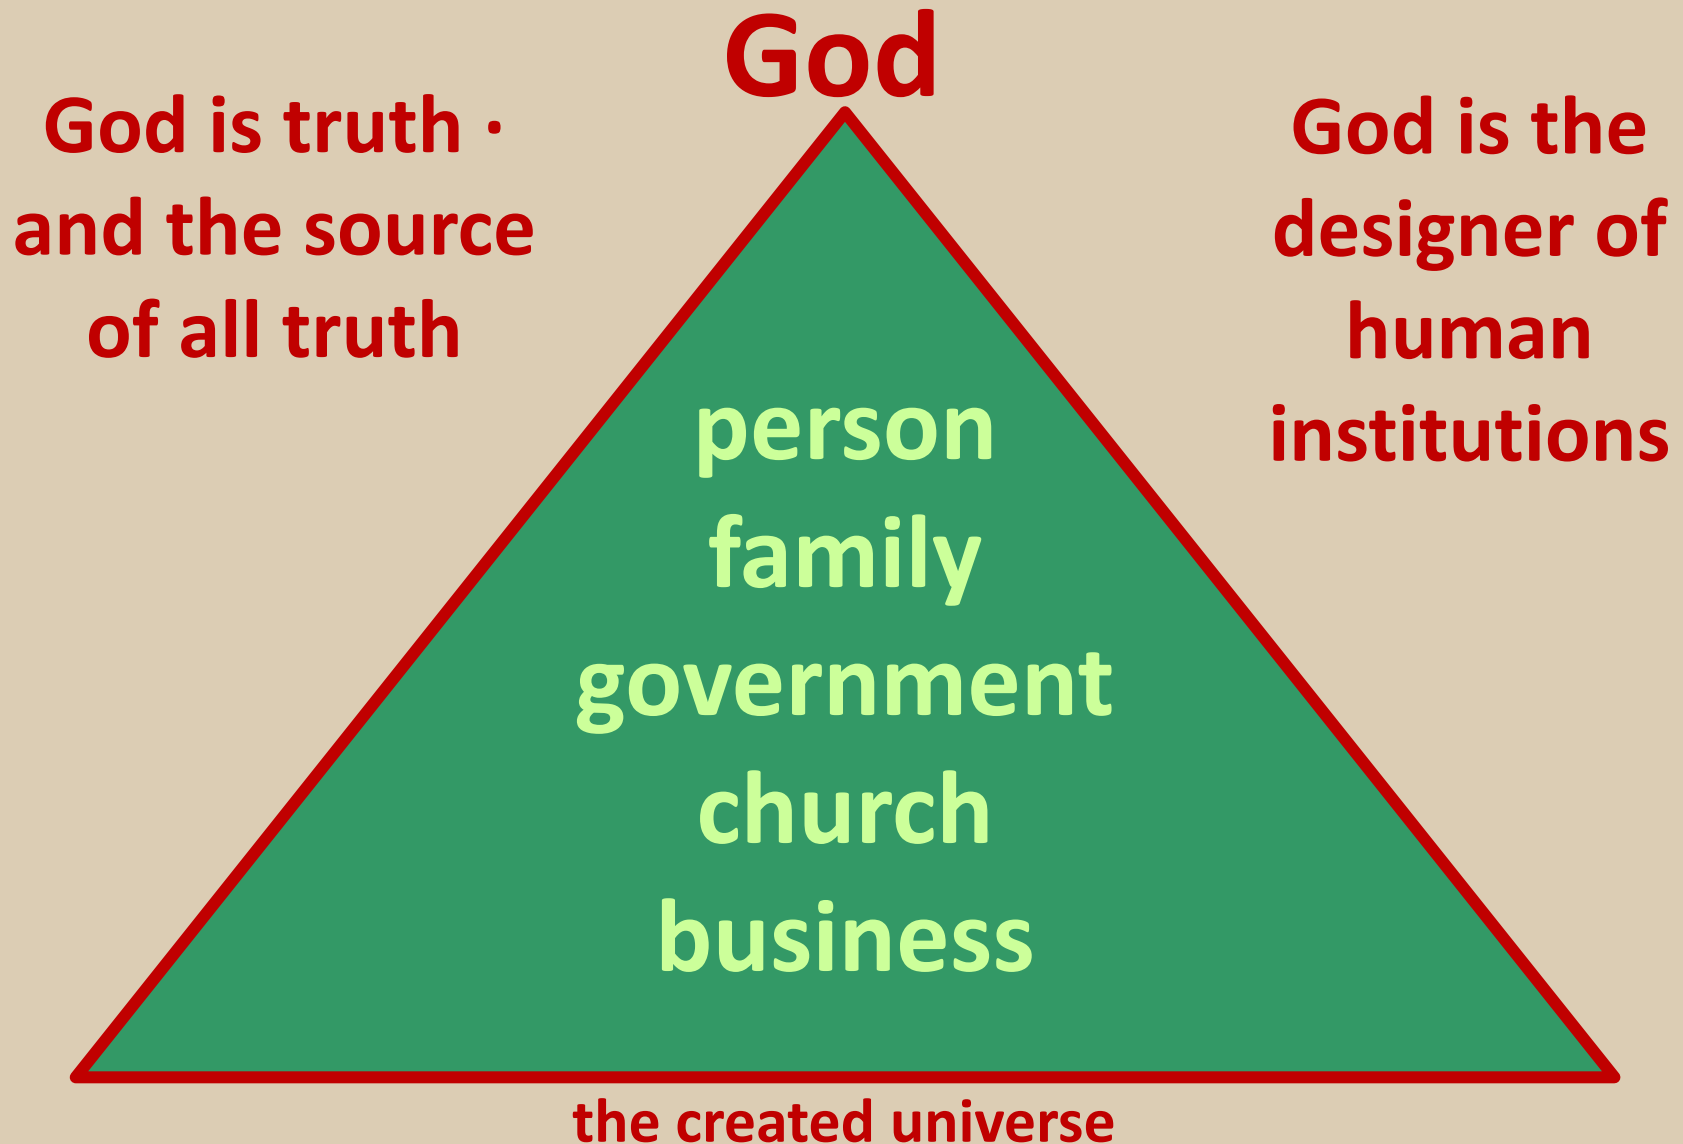 God
God is truth ·
and the source
of all truth
God is the
designer of
human
institutions
person
family
government
church
business
the created universe